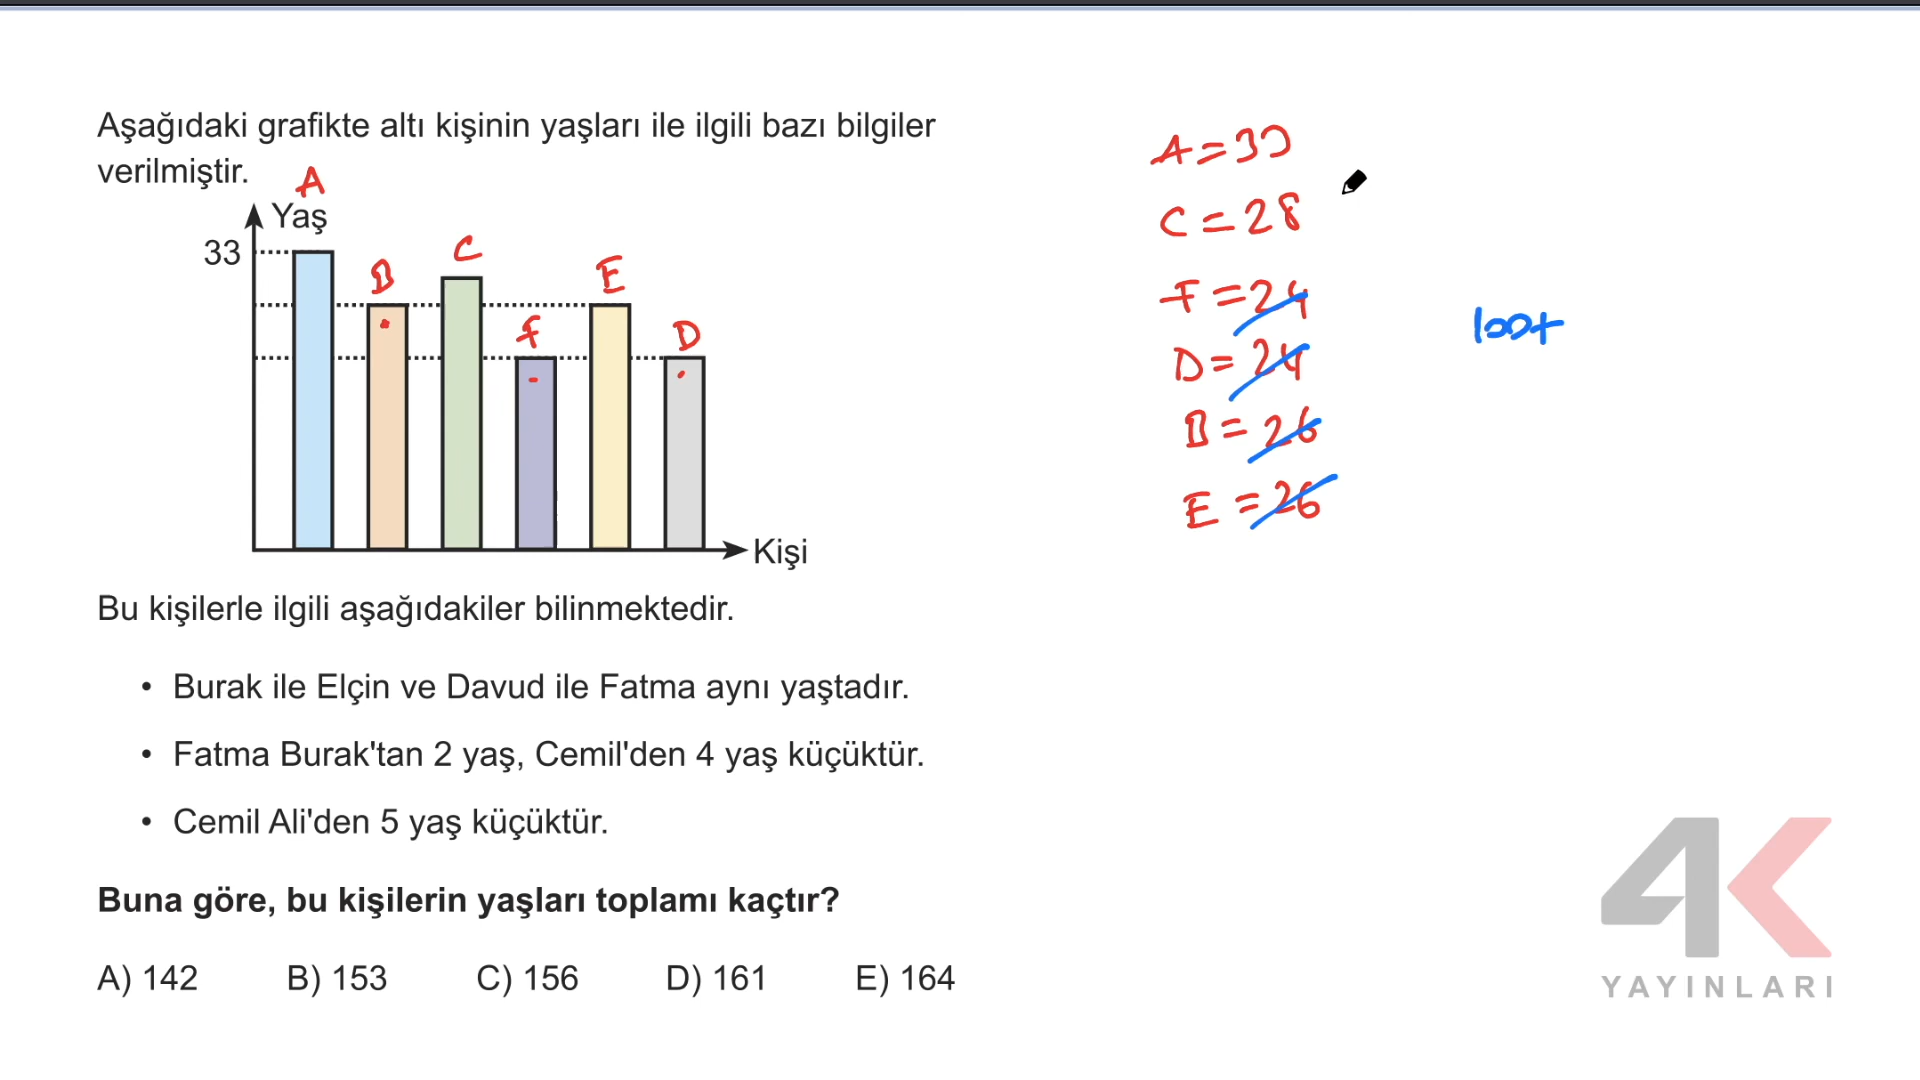 Aşağıdaki grafikte altı kişinin yaşları ile ilgili bazı bilgiler
verilmiştir.
A
Yaş
33
B
C
F
E
D
Kişi
A=33
C=28
F=24
D=24
B=26
E=26
100+
Bu kişilerle ilgili aşağıdakiler bilinmektedir.
• Burak ile Elçin ve Davud ile Fatma aynı yaştadır.
• Fatma Burak'tan 2 yaş, Cemil'den 4 yaş küçüktür.
• Cemil Ali'den 5 yaş küçüktür.
Buna göre, bu kişilerin yaşları toplamı kaçtır?
A) 142 B) 153 C) 156 D) 161 E) 164
4K
YAYINLARI